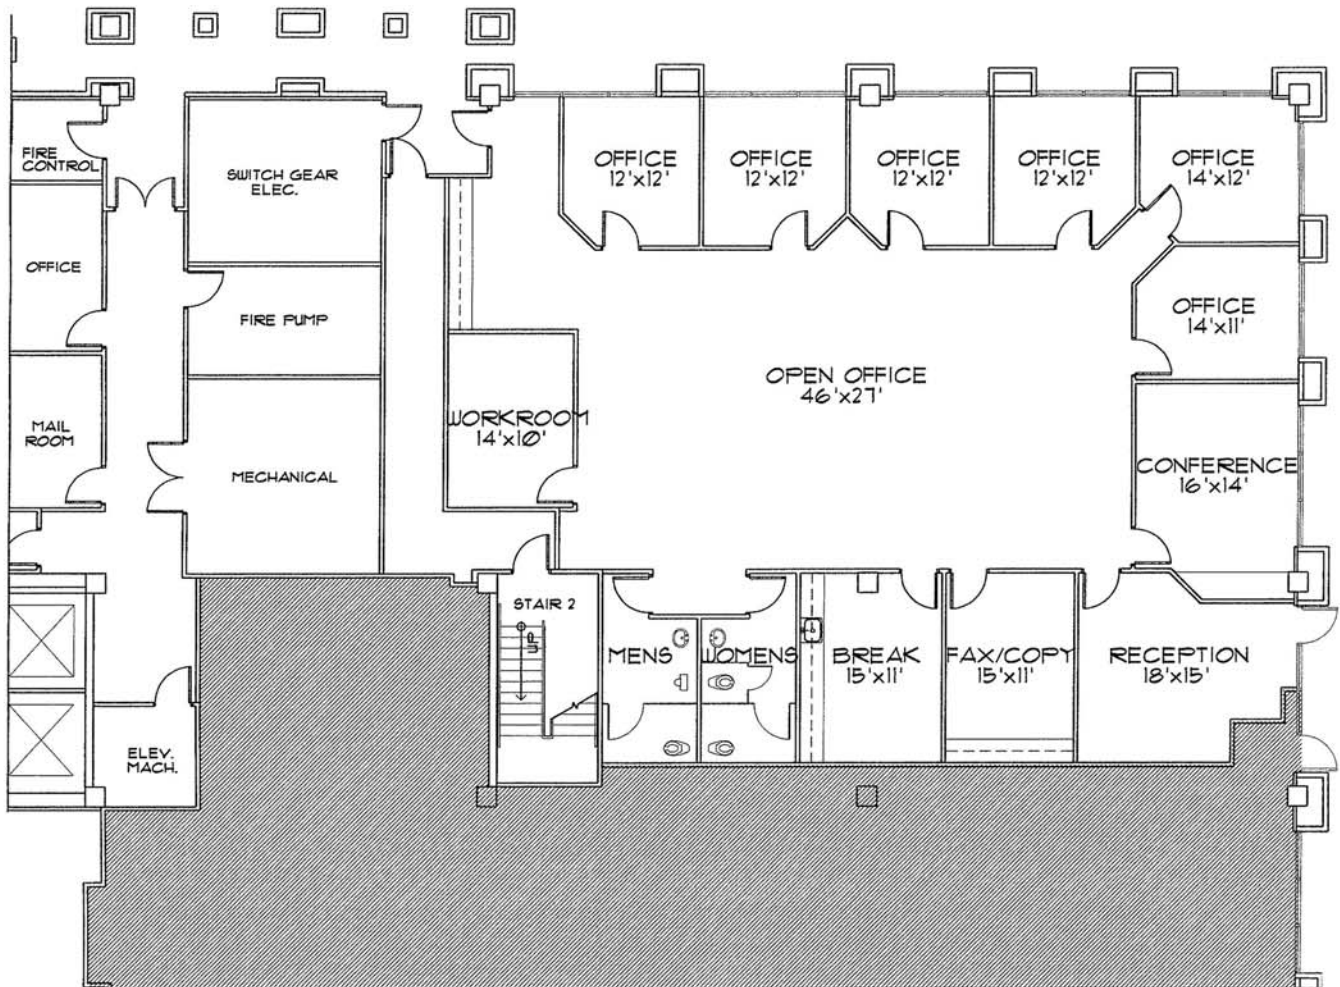 FIRE
CONTROL
SWITCH GEAR
ELEC.
OFFICE
12'x12'
OFFICE
12'x12'
OFFICE
12'x12'
OFFICE
12'x12'
OFFICE
14'x12'
OFFICE
FIRE PUMP
OFFICE
14'x11'
OPEN OFFICE
46'x27'
MAIL
ROOM
WORKROOM
14'x10'
MECHANICAL
CONFERENCE
16'x14'
STAIR 2
UP
MENS
WOMENS
BREAK
15'x11'
FAX/COPY
15'x11'
RECEPTION
18'x15'
ELEV.
MACH.